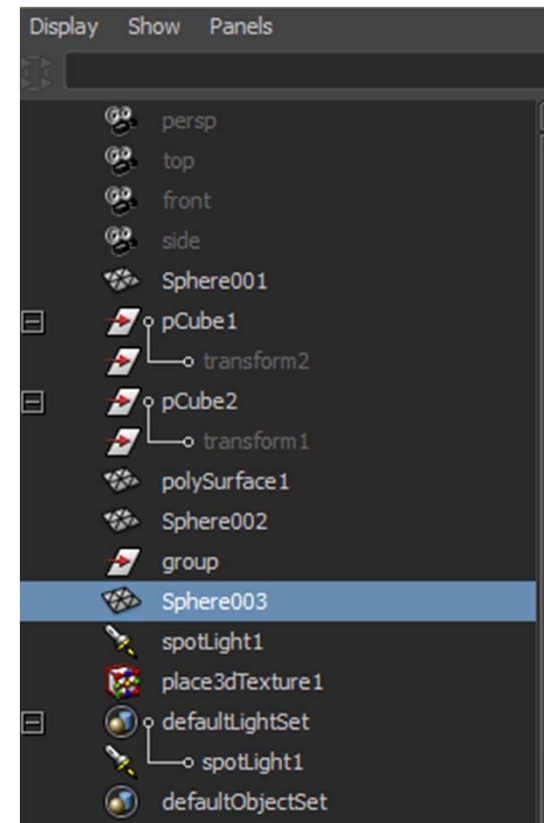 Display Show Panels
persp
top
front
side
Sphere001
pCube1
transform2
pCube2
transform1
polySurface1
Sphere002
group
Sphere003
spotLight1
place3dTexture1
defaultLightSet
spotLight1
defaultObjectSet